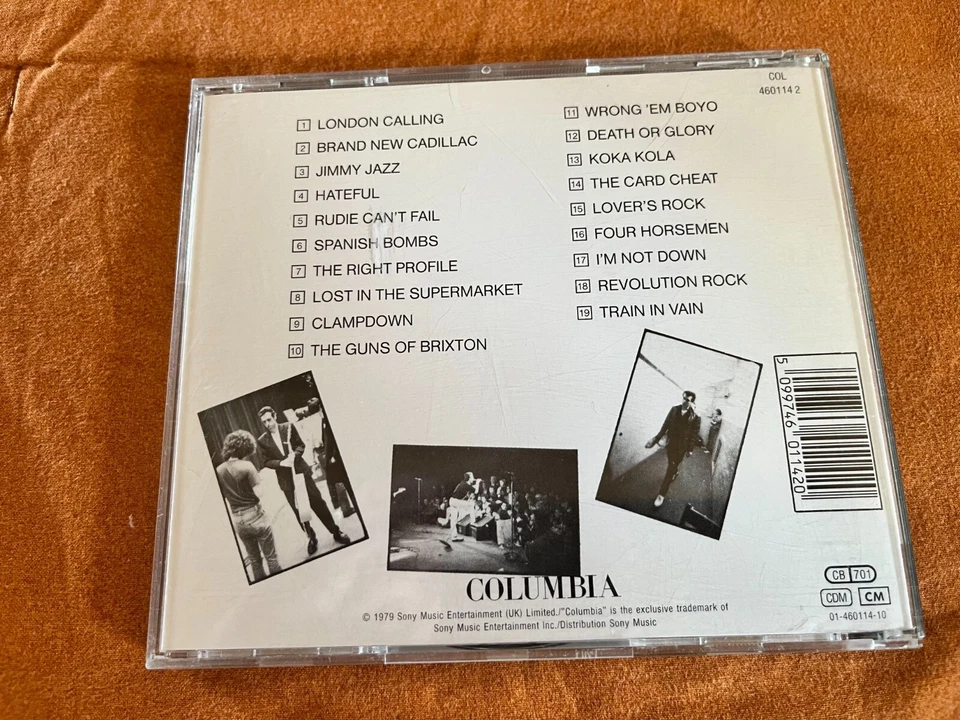 COL
460114 2
1 LONDON CALLING
2 BRAND NEW CADILLAC
3 JIMMY JAZZ
4 HATEFUL
5 RUDIE CAN'T FAIL
6 SPANISH BOMBS
7 THE RIGHT PROFILE
8 LOST IN THE SUPERMARKET
9 CLAMPDOWN
10 THE GUNS OF BRIXTON
11 WRONG 'EM BOYO
12 DEATH OR GLORY
13 KOKA KOLA
14 THE CARD CHEAT
15 LOVER'S ROCK
16 FOUR HORSEMEN
17 I'M NOT DOWN
18 REVOLUTION ROCK
19 TRAIN IN VAIN
5 099746 011420
COLUMBIA
© 1979 Sony Music Entertainment (UK) Limited./"Columbia" is the exclusive trademark of
Sony Music Entertainment Inc./Distribution Sony Music
CB 701
CDM CM
01-460114-10